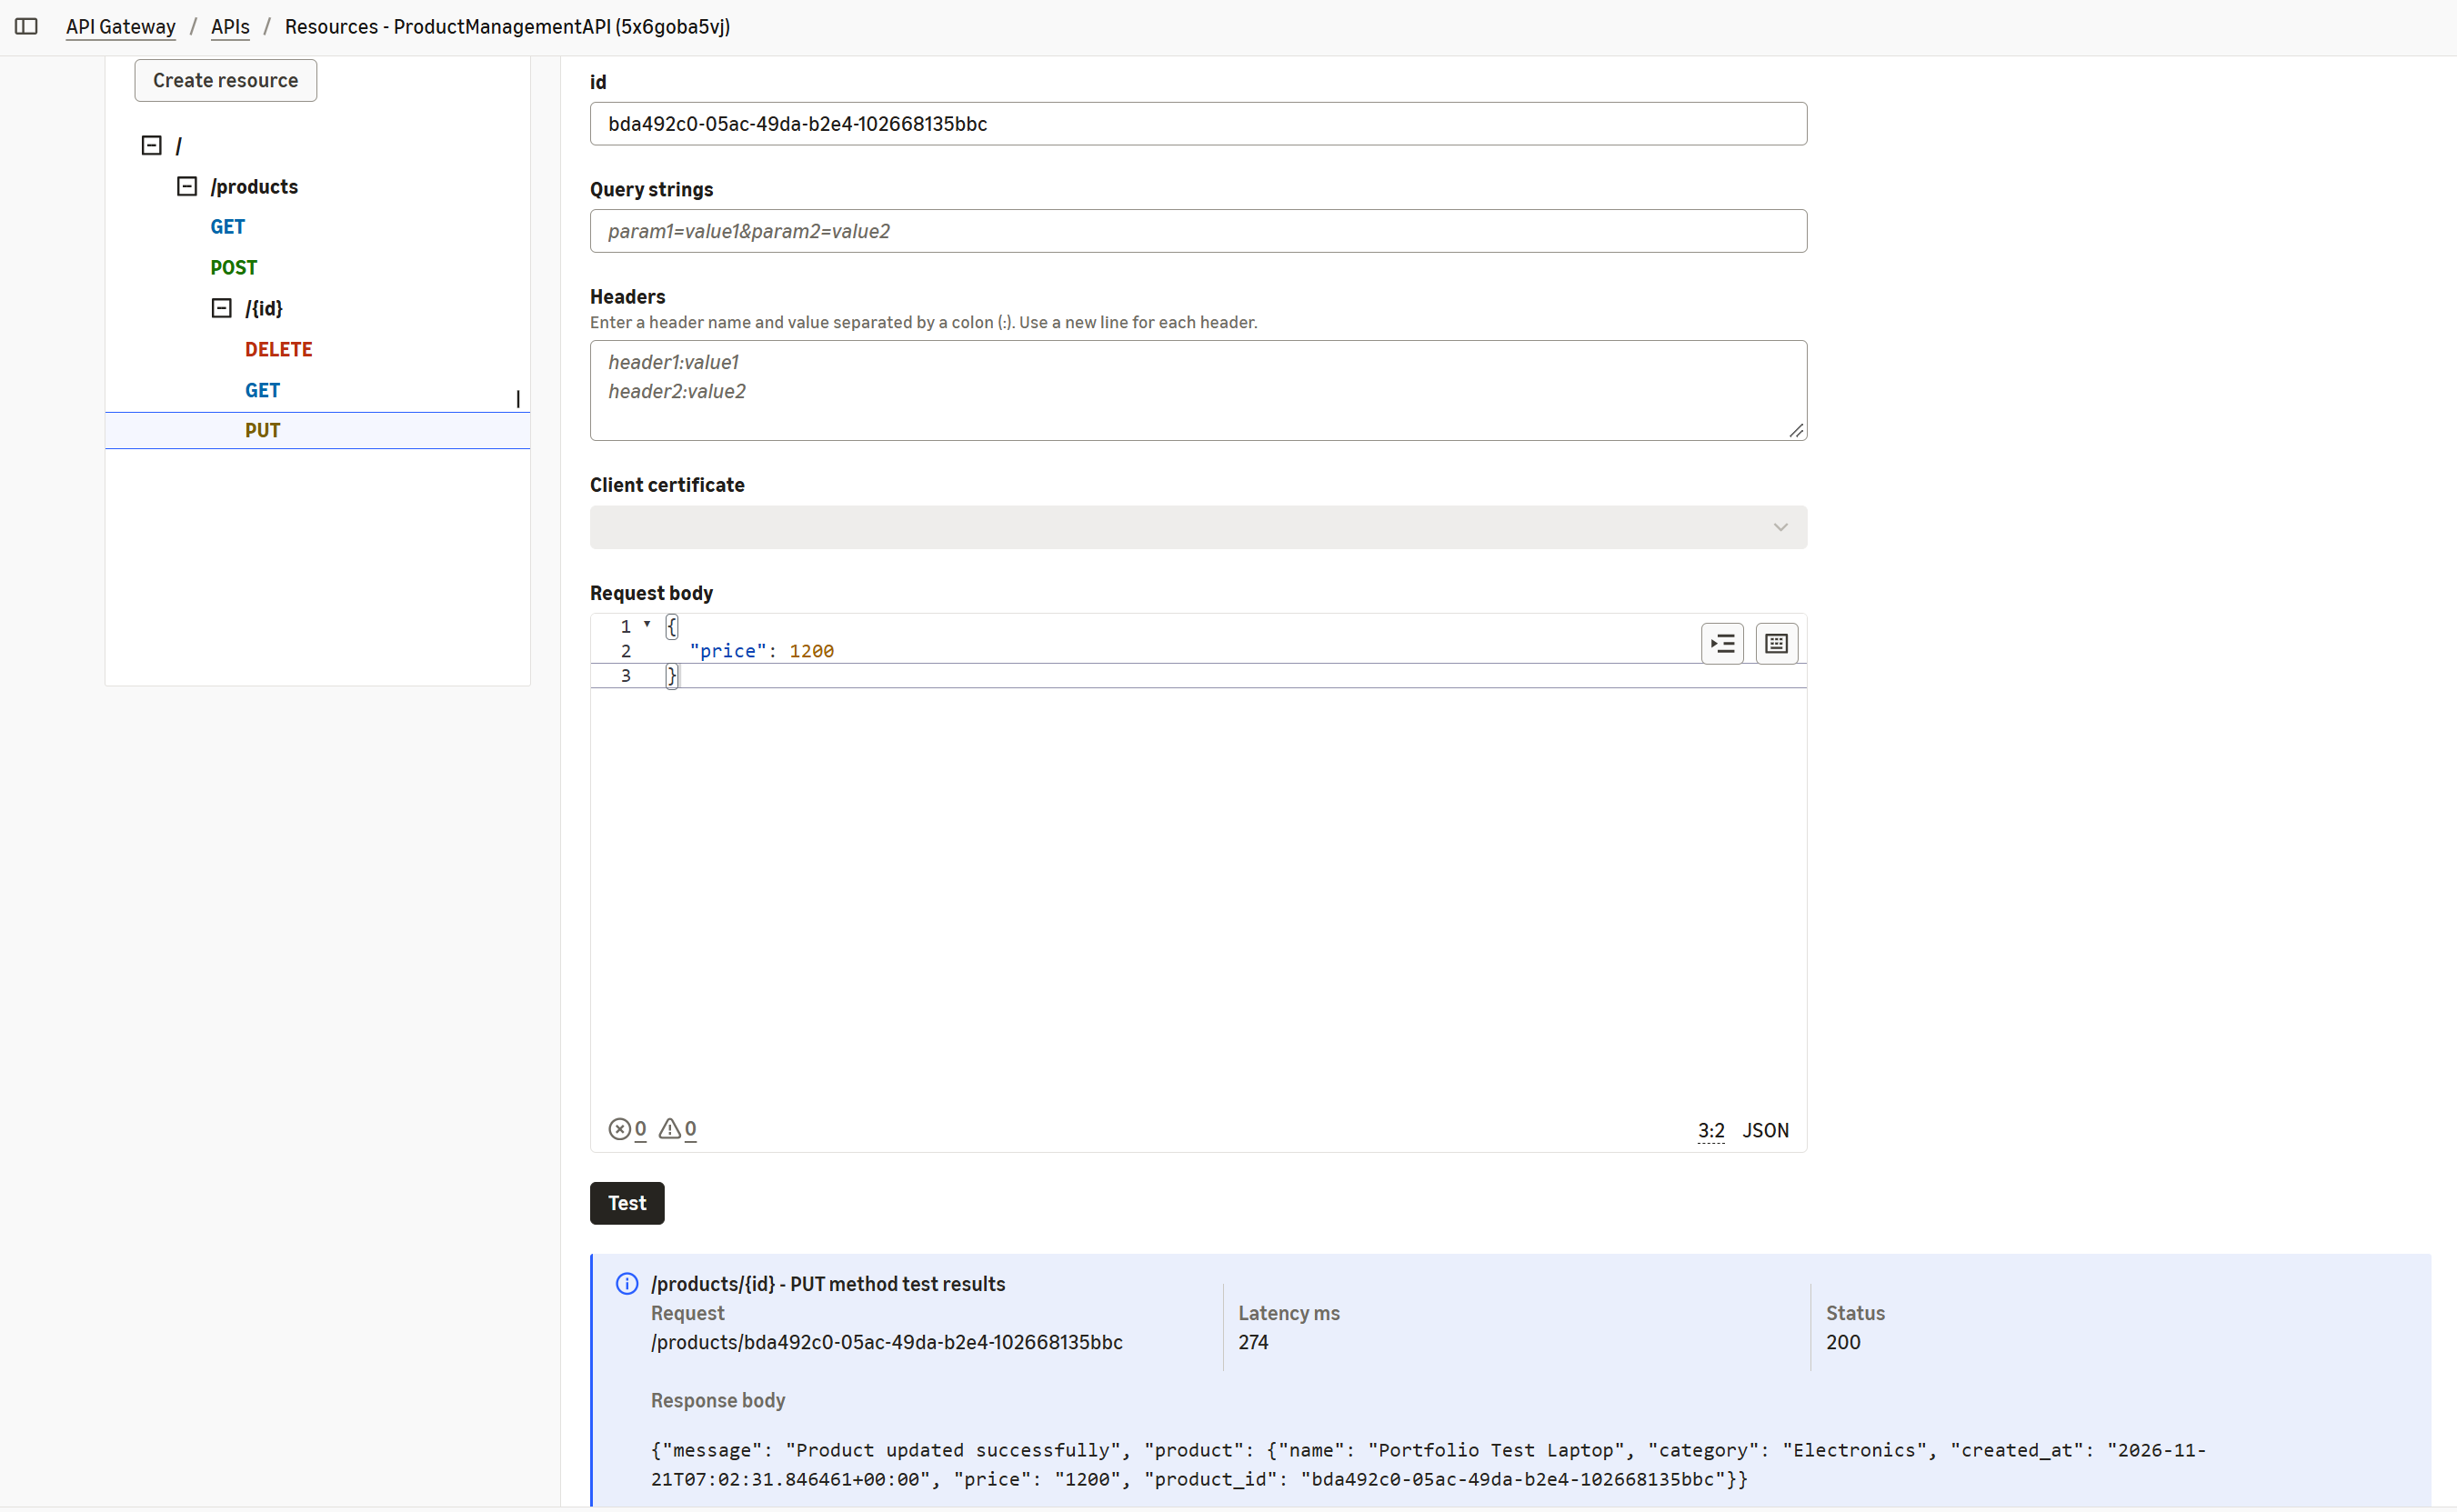 API Gateway / APIs / Resources - ProductManagementAPI (5x6goba5vj)
Create resource
/
/products
GET
POST
/{id}
DELETE
GET
PUT
id
bda492c0-05ac-49da-b2e4-102668135bbc
Query strings
param1=value1&param2=value2
Headers
Enter a header name and value separated by a colon (:). Use a new line for each header.
header1:value1
header2:value2
Client certificate
Request body
1 {
2 "price": 1200
3 }
0 0
3:2 JSON
Test
/products/{id} - PUT method test results
Request
/products/bda492c0-05ac-49da-b2e4-102668135bbc
Latency ms
274
Status
200
Response body
{"message": "Product updated successfully", "product": {"name": "Portfolio Test Laptop", "category": "Electronics", "created_at": "2026-11-
21T07:02:31.846461+00:00", "price": "1200", "product_id": "bda492c0-05ac-49da-b2e4-102668135bbc"}}